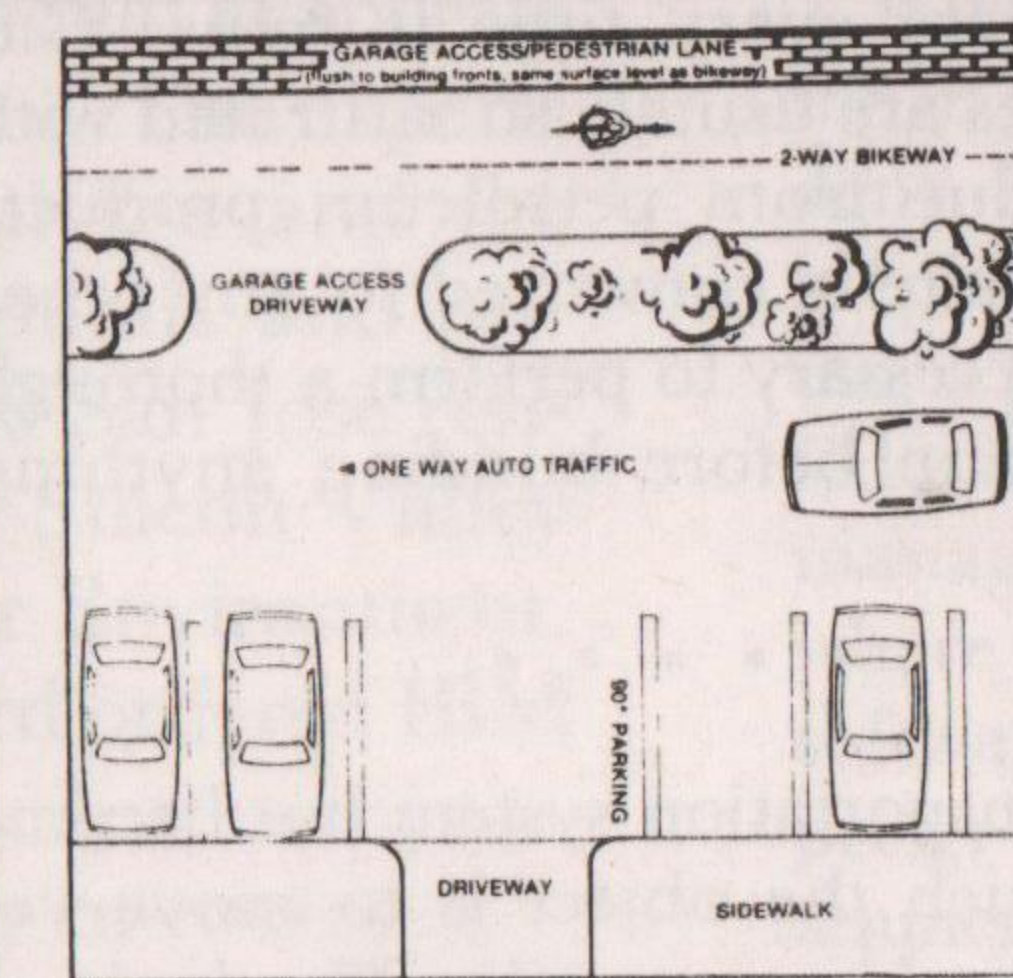 GARAGE ACCESS/PEDESTRIAN LANE
(flush to building fronts, same surface level as bikeway)
2-WAY BIKEWAY
GARAGE ACCESS
DRIVEWAY
◄ ONE WAY AUTO TRAFFIC
90° PARKING
DRIVEWAY
SIDEWALK